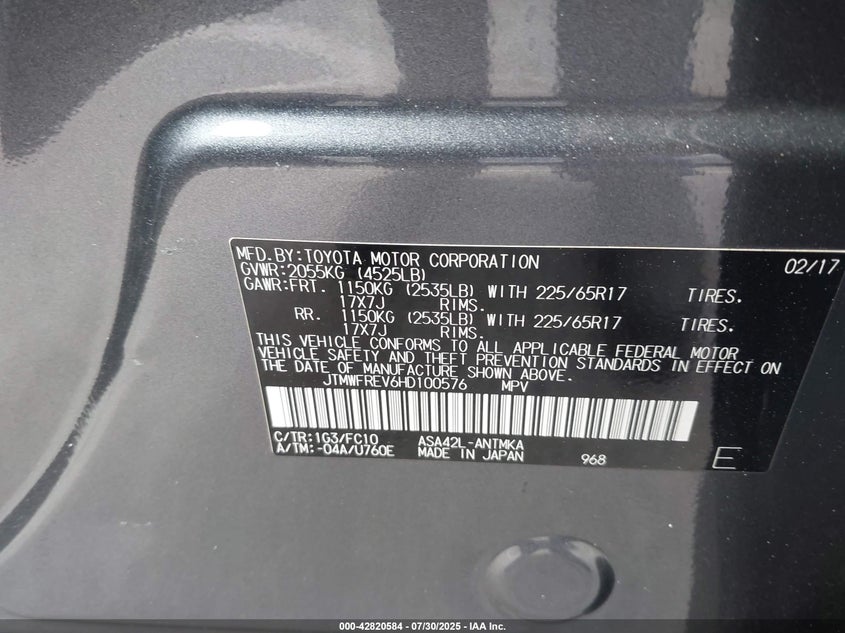 MFD.BY:TOYOTA MOTOR CORPORATION 02/17
GVWR:2055KG (4525LB)
GAWR:FRT. 1150KG (2535LB) WITH 225/65R17 TIRES.
17X7J RIMS.
RR. 1150KG (2535LB) WITH 225/65R17 TIRES.
17X7J RIMS.
THIS VEHICLE CONFORMS TO ALL APPLICABLE FEDERAL MOTOR
VEHICLE SAFETY AND THEFT PREVENTION STANDARDS IN EFFECT ON
THE DATE OF MANUFACTURE SHOWN ABOVE.
JTMWFREV6HD100576 MPV
C/TR:1G3/FC10 ASA42L-ANTMKA
A/TM:-04A/U760E MADE IN JAPAN 968 E
000-42820584 - 07/30/2025 - IAA Inc.